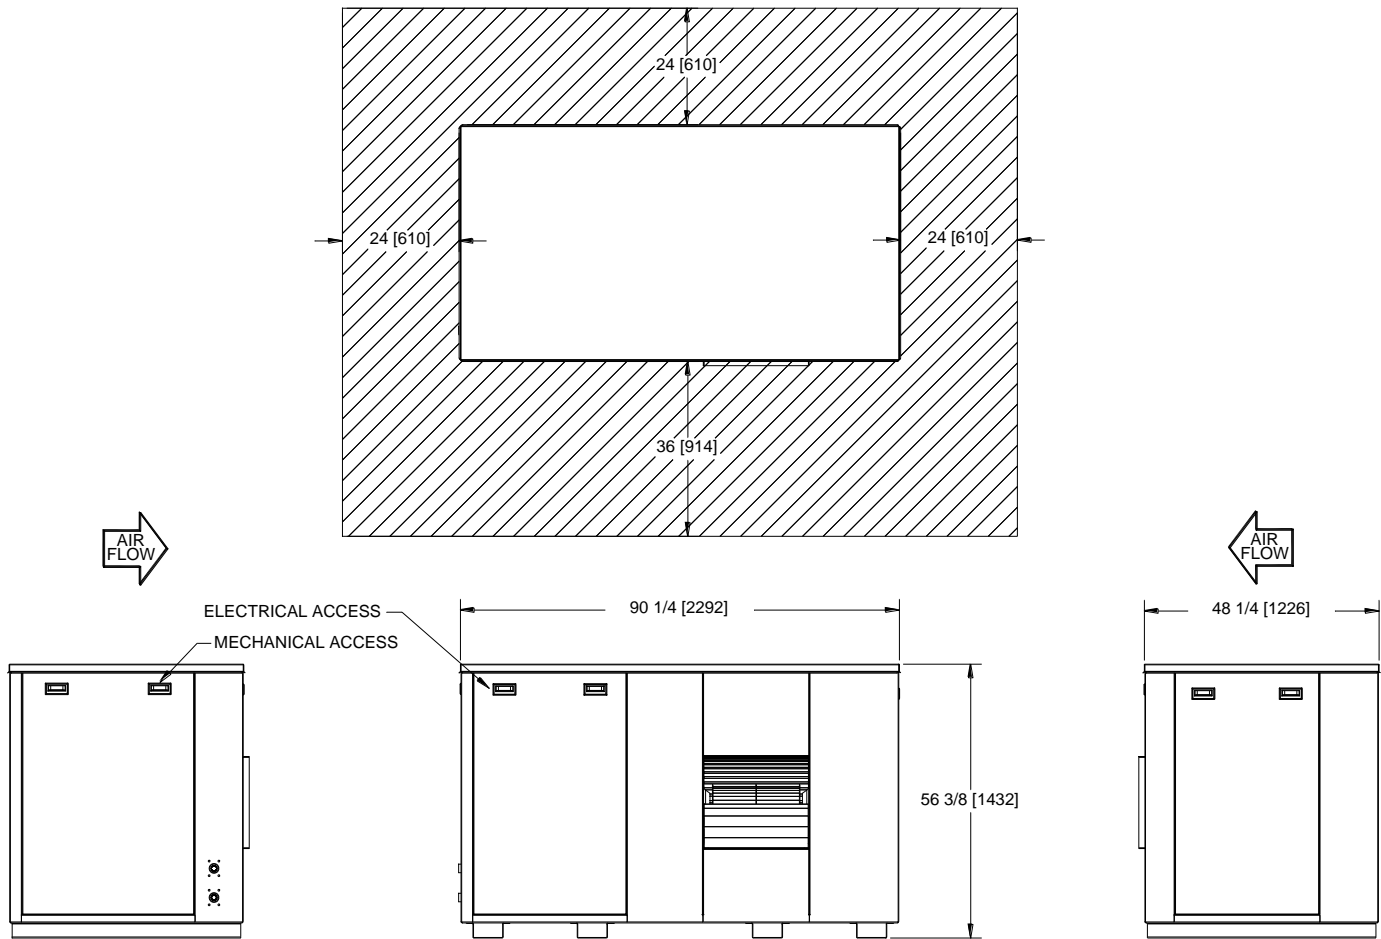 24 [610]
24 [610]
24 [610]
36 [914]
AIR
FLOW
AIR
FLOW
ELECTRICAL ACCESS
90 1/4 [2292]
48 1/4 [1226]
MECHANICAL ACCESS
56 3/8 [1432]